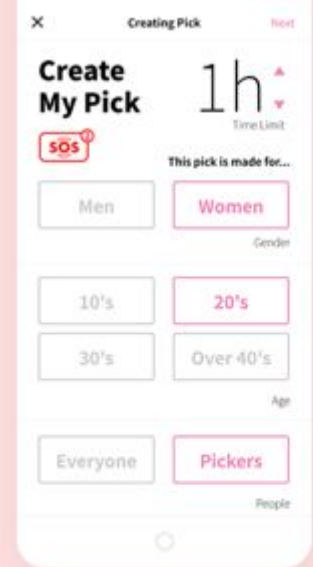 × Creating Pick Next
Create
My Pick
1h
Time Limit
SOS
This pick is made for...
Men Women
Gender
10's 20's
30's Over 40's
Age
Everyone Pickers
People